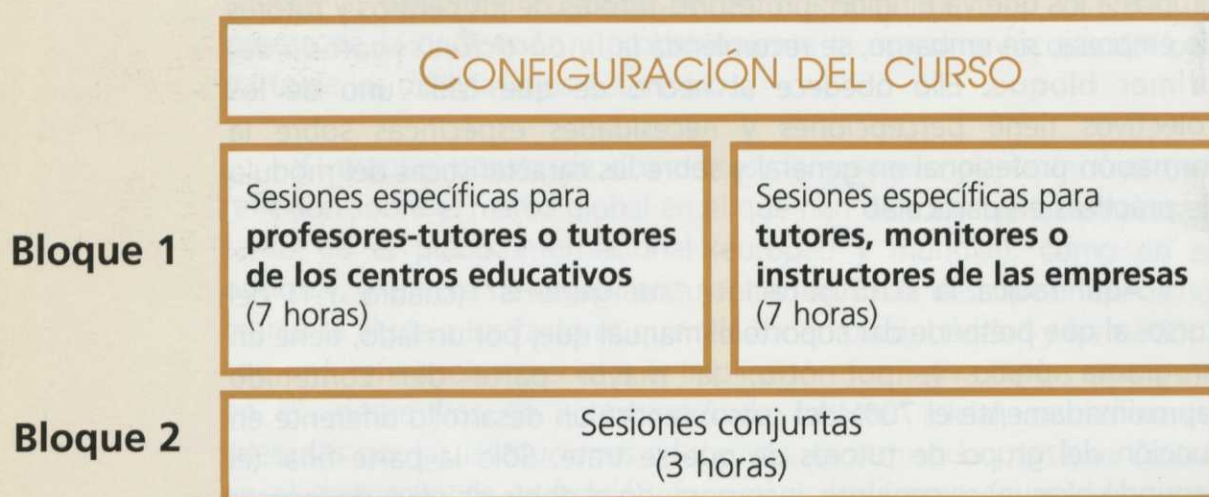 CONFIGURACIÓN DEL CURSO
Bloque 1
Sesiones específicas para
profesores-tutores o tutores
de los centros educativos
(7 horas)
Sesiones específicas para
tutores, monitores o
instructores de las empresas
(7 horas)
Bloque 2
Sesiones conjuntas
(3 horas)